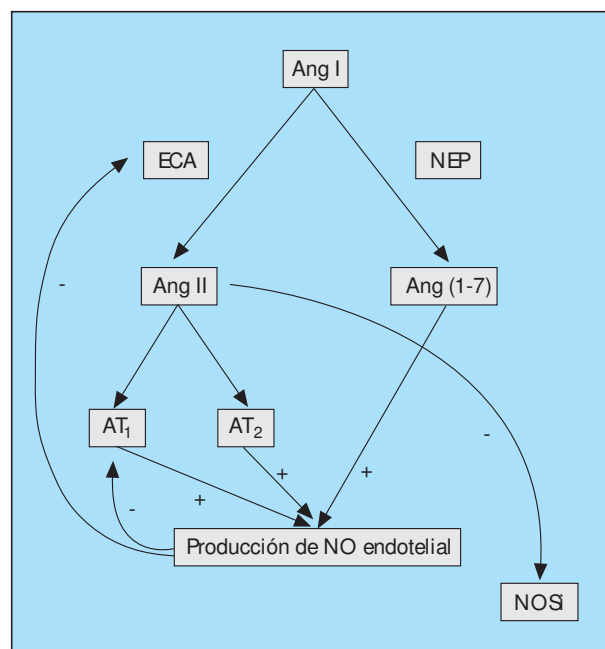 Ang I
ECA
NEP
-
Ang II
Ang (1-7)
AT1
AT2
-
+
+
+
-
Producción de NO endotelial
NOSi